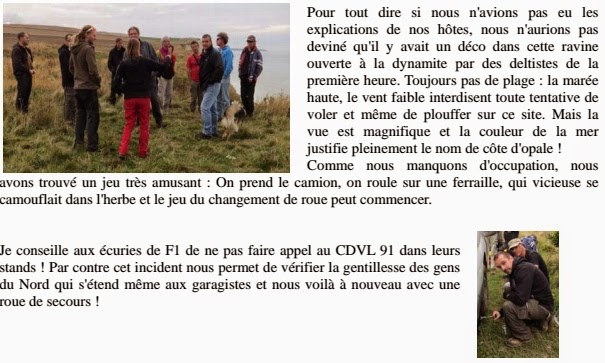 Pour tout dire si nous n'avions pas eu les
explications de nos hôtes, nous n'aurions pas
deviné qu'il y avait un déco dans cette ravine
ouverte à la dynamite par des deltistes de la
première heure. Toujours pas de plage : la marée
haute, le vent faible interdisent toute tentative de
voler et même de plouffer sur ce site. Mais la
vue est magnifique et la couleur de la mer
justifie pleinement le nom de côte d'opale !
Comme nous manquons d'occupation, nous
avons trouvé un jeu très amusant : On prend le camion, on roule sur une ferraille, qui vicieuse se
camouflait dans l'herbe et le jeu du changement de roue peut commencer.
Je conseille aux écuries de F1 de ne pas faire appel au CDVL 91 dans leurs
stands ! Par contre cet incident nous permet de vérifier la gentillesse des gens
du Nord qui s'étend même aux garagistes et nous voilà à nouveau avec une
roue de secours !